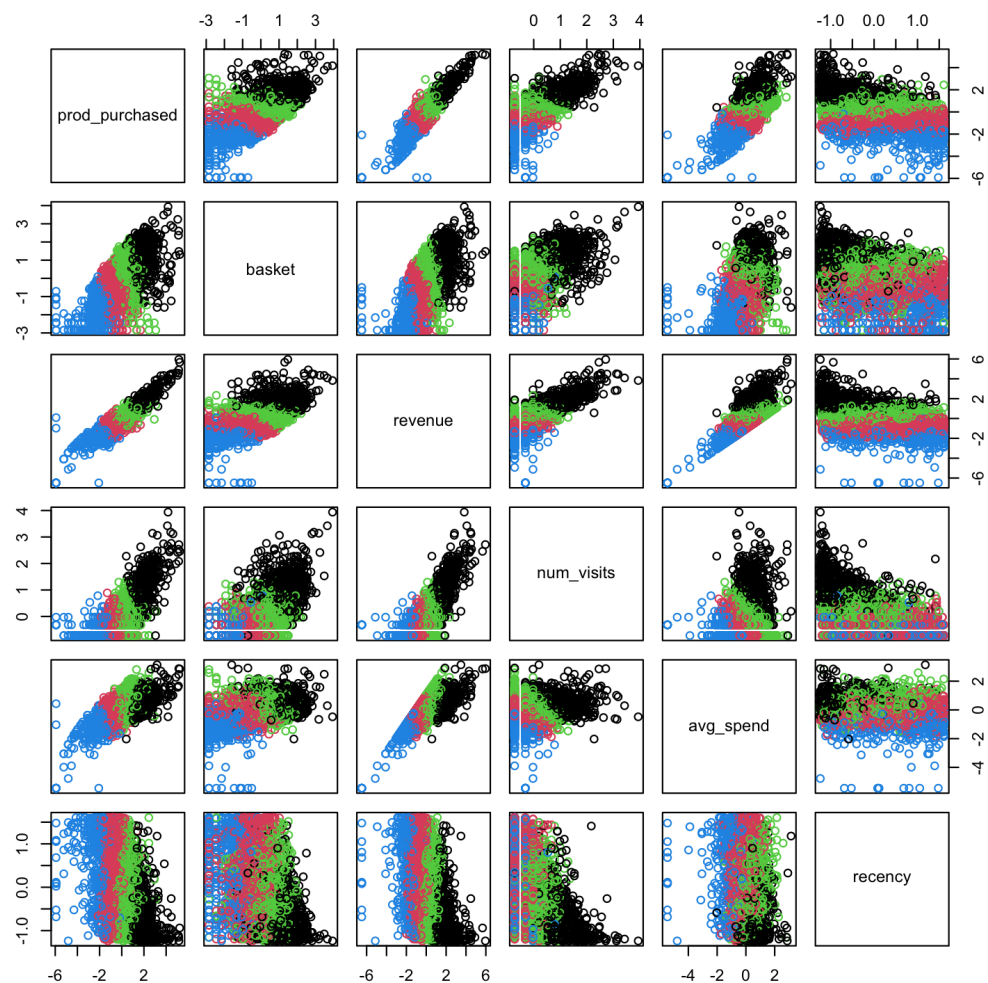 -3 -1 1 3
0 1 2 3 4
-1.0 0.0 1.0
prod_purchased
-6 -2 2
-3 -1 1 3
basket
revenue
-6 -2 2 6
0 1 2 3 4
num_visits
avg_spend
-4 -2 0 2
-1.0 0.0 1.0
recency
-6 -2 2
-6 -2 2 6
-4 -2 0 2